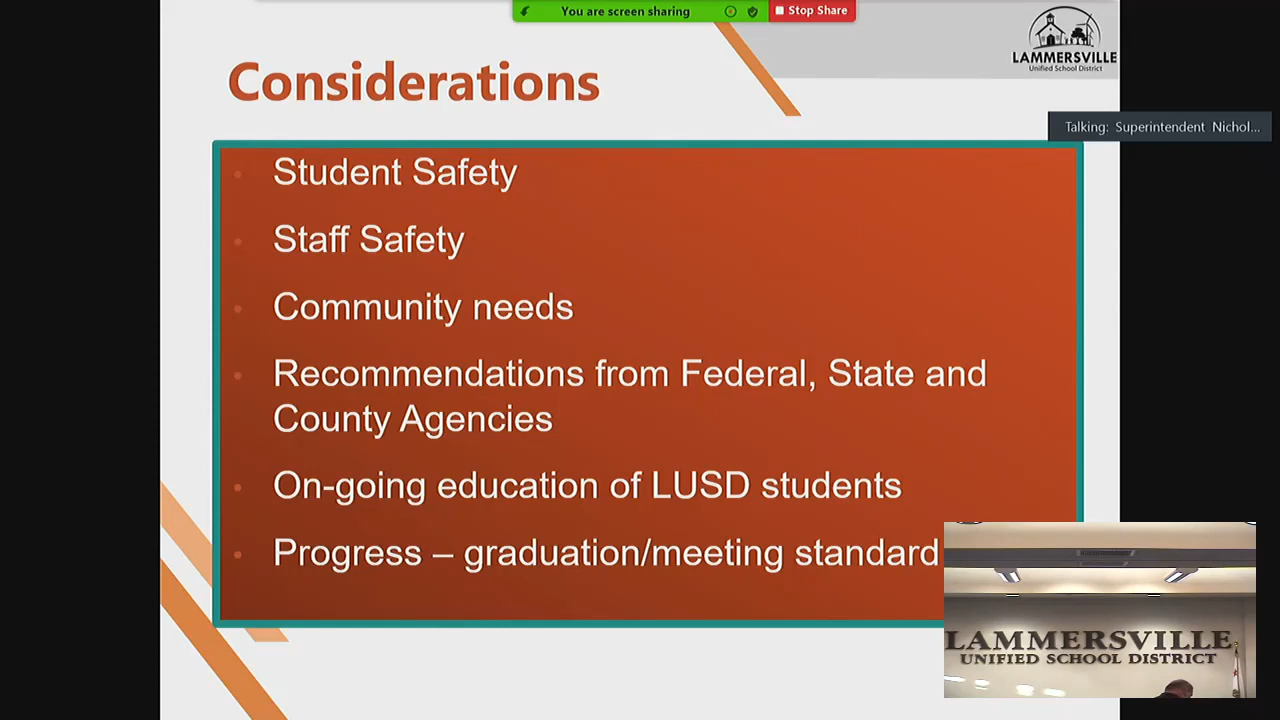 You are screen sharing
Stop Share
LAMMERSVILLE
Unified School District
Considerations
Talking: Superintendent Nichol...
Student Safety
Staff Safety
Community needs
Recommendations from Federal, State and
County Agencies
On-going education of LUSD students
Progress – graduation/meeting standard
LAMMERSVILLE
UNIFIED SCHOOL DISTRICT